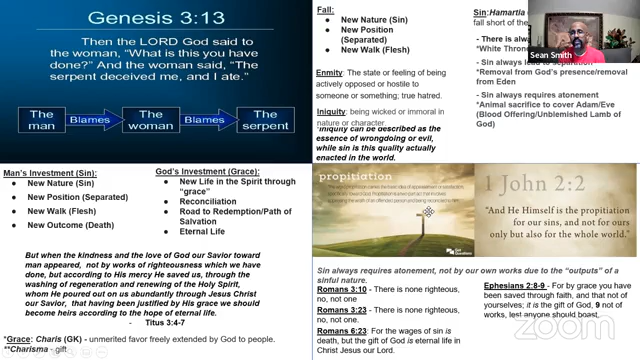 Genesis 3:13
Then the LORD God said to
the woman, "What is this you have
done?" And the woman said, "The
serpent deceived me, and I ate."
The man
Blames
The woman
Blames
The serpent
Fall:
● New Nature (Sin)
● New Position
(Separated)
● New Walk (Flesh)
Enmity: The state or feeling of being
actively opposed or hostile to
someone or something; true hatred.
Iniquity: being wicked or immoral in
nature or character.
*Iniquity can be described as the
essence of wrongdoing or evil,
while sin is this quality actually
enacted in the world.
Sin: Hamartia
fall short of the
- There is alwa
*White Throne
- Sin always lead to separation
*Removal from God's presence/removal
from Eden
- Sin always requires atonement
*Animal sacrifice to cover Adam/Eve
(Blood Offering/Unblemished Lamb of
God)
Sean Smith
Man's Investment (Sin):
● New Nature (Sin)
● New Position (Separated)
● New Walk (Flesh)
● New Outcome (Death)
God's Investment (Grace):
● New Life in the Spirit through
"grace"
● Reconciliation
● Road to Redemption/Path of
Salvation
● Eternal Life
But when the kindness and the love of God our Savior toward
man appeared, not by works of righteousness which we have
done, but according to His mercy He saved us, through the
washing of regeneration and renewing of the Holy Spirit,
whom He poured out on us abundantly through Jesus Christ
our Savior, that having been justified by His grace we should
become heirs according to the hope of eternal life.
- Titus 3:4-7
*Grace: Charis (GK) - unmerited favor freely extended by God to people.
**Charisma - gift
propitiation
Got Questions
1 John 2:2
"And He Himself is the propitiation
for our sins, and not for ours
only but also for the whole world."
Sin always requires atonement, not by our own works due to the "outputs" of a
sinful nature.
Romans 3:10 - There is none righteous,
no, not one
Romans 3:23 - There is none righteous,
no, not one.
Romans 6:23 - For the wages of sin is
death, but the gift of God is eternal life in
Christ Jesus our Lord.
Ephesians 2:8-9 - For by grace you have
been saved through faith, and that not of
yourselves; it is the gift of God, 9 not of
works, lest anyone should boast.